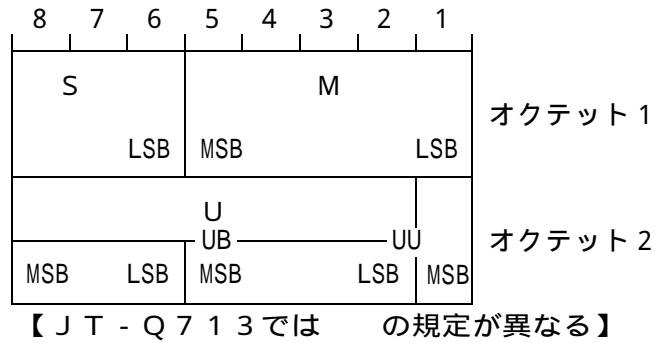 8 7 6 5 4 3 2 1
S M
オクテット1
LSB MSB LSB
U
UB UU
オクテット2
MSB LSB MSB LSB MSB
【JT-Q713では　　の規定が異なる】